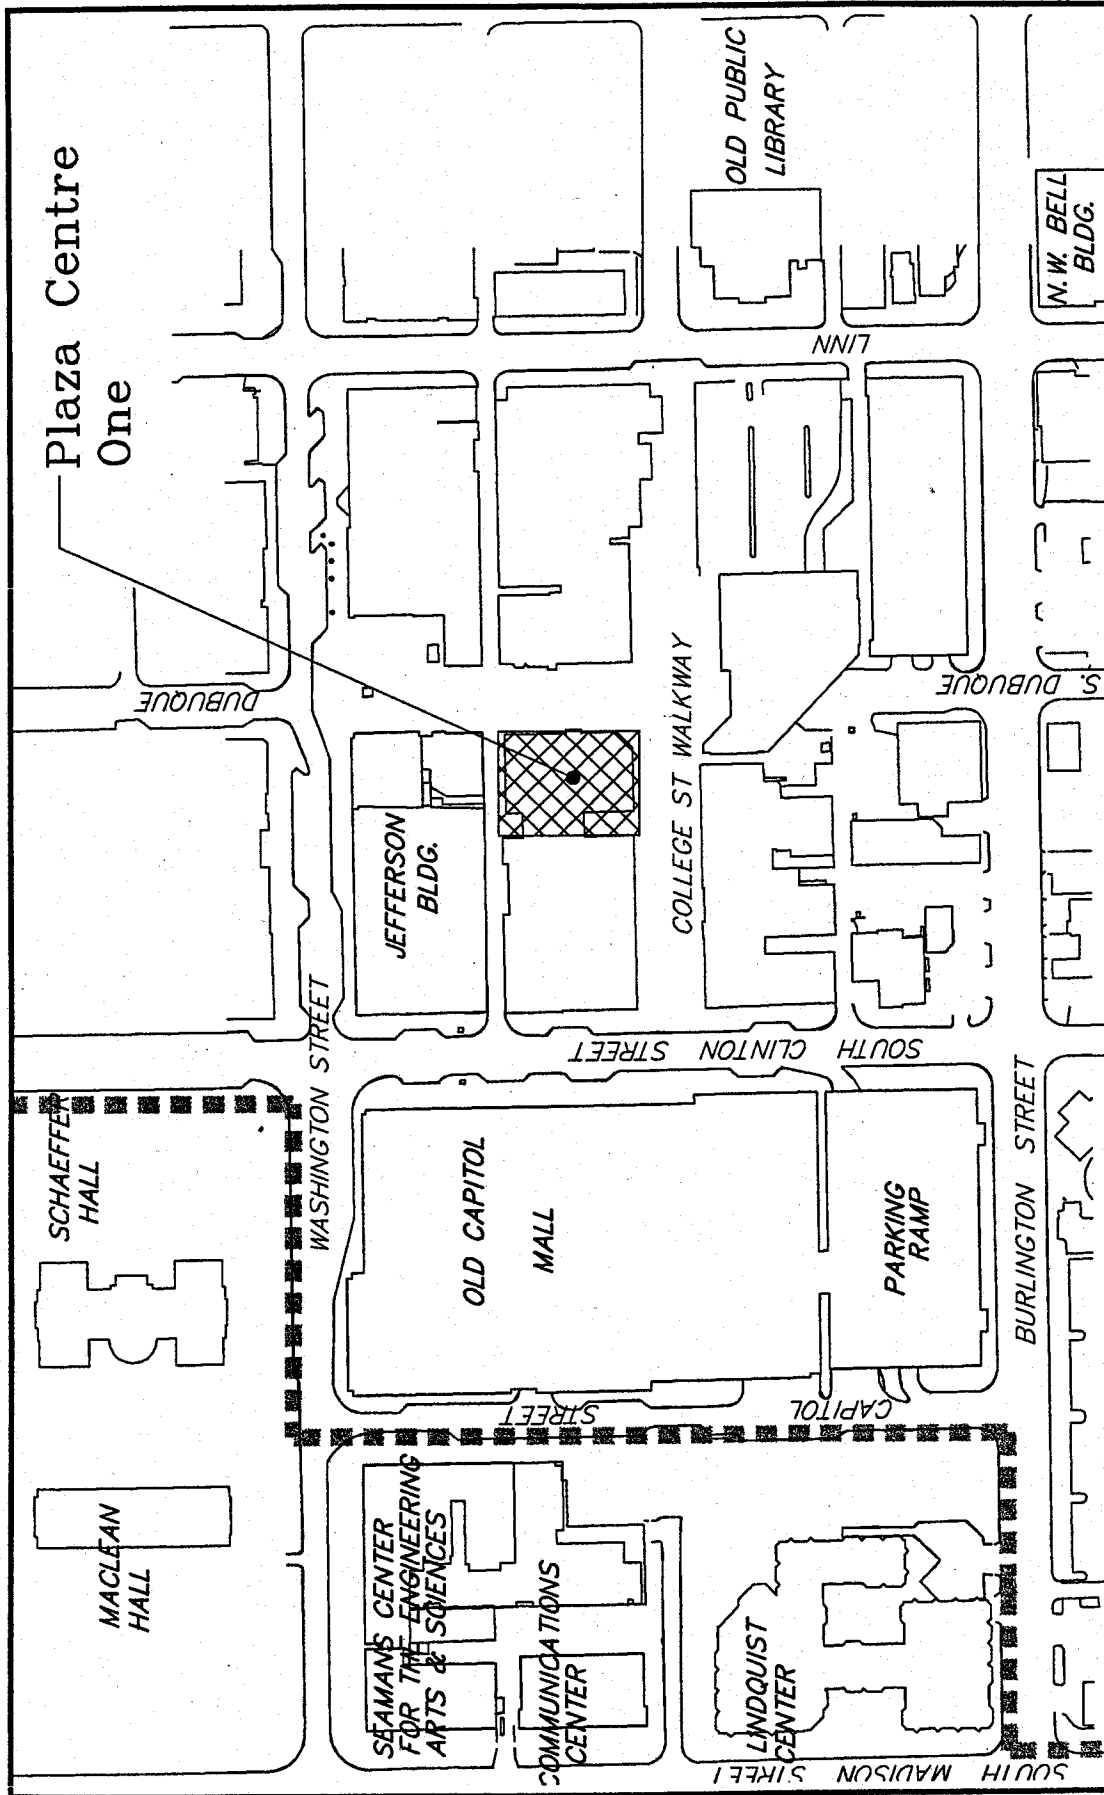 Plaza Centre
One
OLD PUBLIC
LIBRARY
N.W. BELL
BLDG.
LINN
DUBUQUE
S. DUBUQUE
COLLEGE ST WALKWAY
JEFFERSON
BLDG.
SOUTH CLINTON STREET
WASHINGTON STREET
SCHAEFFER
HALL
OLD CAPITOL
MALL
PARKING
RAMP
BURLINGTON STREET
CAPITOL STREET
MACLEAN
HALL
SEAMANS CENTER
FOR THE ENGINEERING
ARTS & SCIENCES
COMMUNICATIONS
CENTER
LINDQUIST
CENTER
SOUTH MADISON STREET